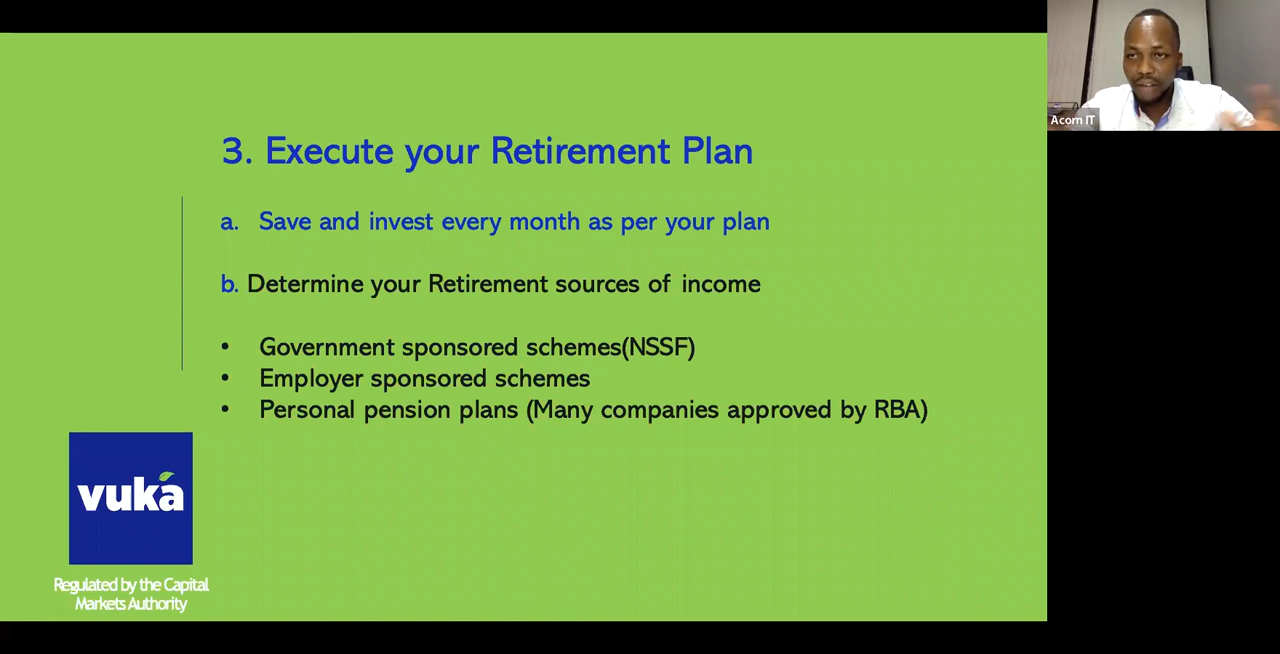 Acorn IT
3. Execute your Retirement Plan
a. Save and invest every month as per your plan
b. Determine your Retirement sources of income
• Government sponsored schemes(NSSF)
• Employer sponsored schemes
• Personal pension plans (Many companies approved by RBA)
vuka
Regulated by the Capital
Markets Authority